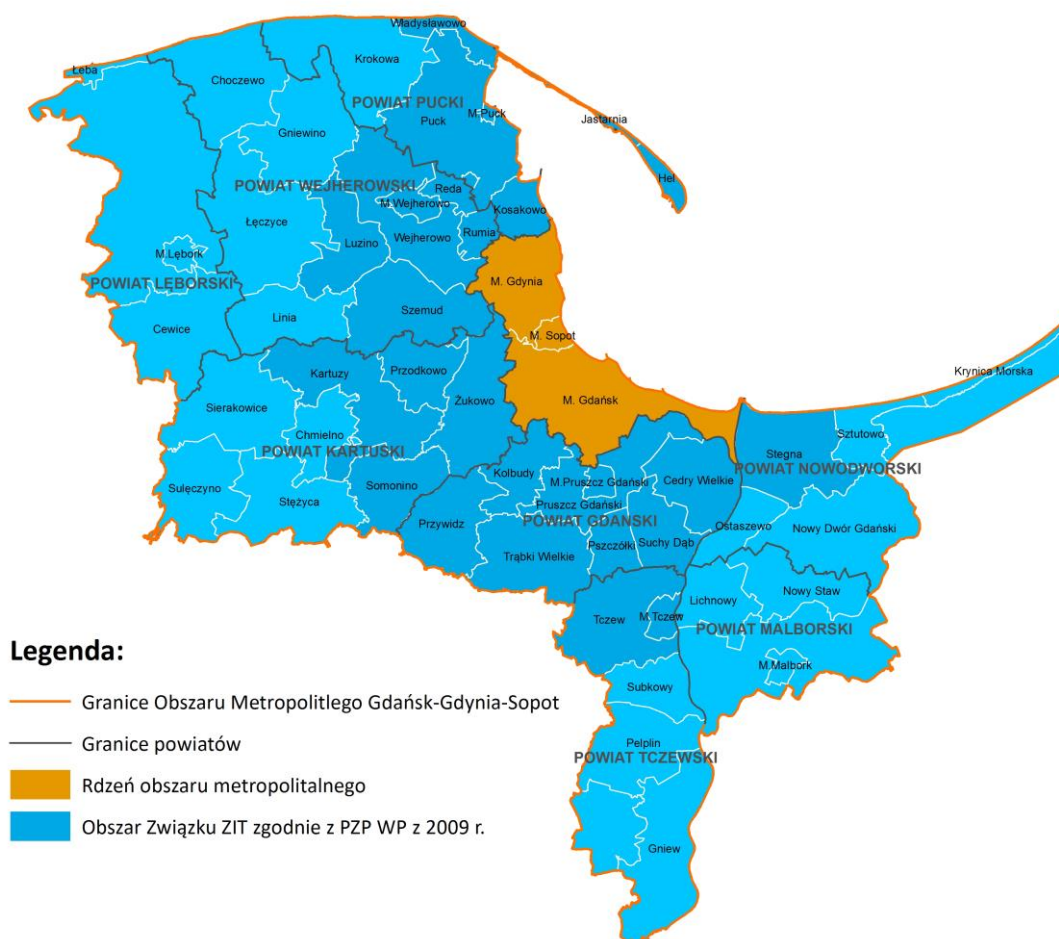 Władysławowo
Krokowa
Łeba
Choczewo
POWIAT PUCKI
M.Puck
Puck
Jastarnia
Gniewino
Hel
POWIAT WEJHEROWSKI
Reda
M.Wejherowo
Kosakowo
Łęczyce
Rumia
Luzino
Wejherowo
M.Lębork
M. Gdynia
POWIAT LĘBORSKI
Linia
Szemud
Cewice
M. Sopot
Kartuzy
Przodkowo
Krynica Morska
M. Gdańsk
Sierakowice
Żukowo
Chmielno
Sztutowo
POWIAT KARTUSKI
Stegna
POWIAT NOWODWORSKI
Kolbudy
M.Pruszcz Gdański
Cedry Wielkie
Somonino
Sulęczyno
Stężyca
Pruszcz Gdański
POWIAT GDAŃSKI
Przywidz
Ostaszewo
Nowy Dwór Gdański
Pszczółki
Suchy Dąb
Trąbki Wielkie
Nowy Staw
Lichnowy
Tczew
M.Tczew
POWIAT MALBORSKI
M.Malbork
Subkowy
Pelplin
POWIAT TCZEWSKI
Gniew
Legenda:
Granice Obszaru Metropolitlego Gdańsk-Gdynia-Sopot
Granice powiatów
Rdzeń obszaru metropolitalnego
Obszar Związku ZIT zgodnie z PZP WP z 2009 r.